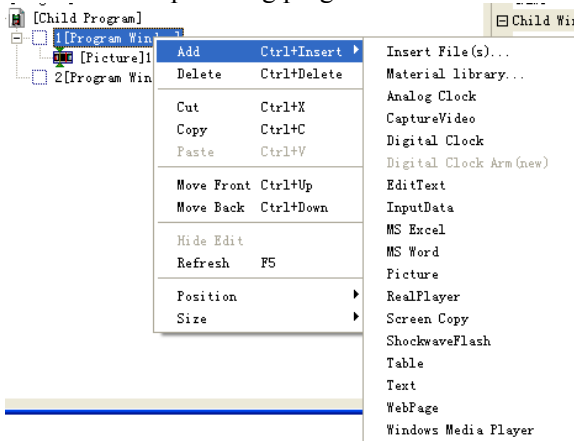 [Child Program]
1[Program Win
[Picture]1
2[Program Win
Child Win
Add Ctrl+Insert
Delete Ctrl+Delete
Cut Ctrl+X
Copy Ctrl+C
Paste Ctrl+V
Move Front Ctrl+Up
Move Back Ctrl+Down
Hide Edit
Refresh F5
Position
Size
Insert File(s)...
Material library...
Analog Clock
CaptureVideo
Digital Clock
Digital Clock Arm(new)
EditText
InputData
MS Excel
MS Word
Picture
RealPlayer
Screen Copy
ShockwaveFlash
Table
Text
WebPage
Windows Media Player